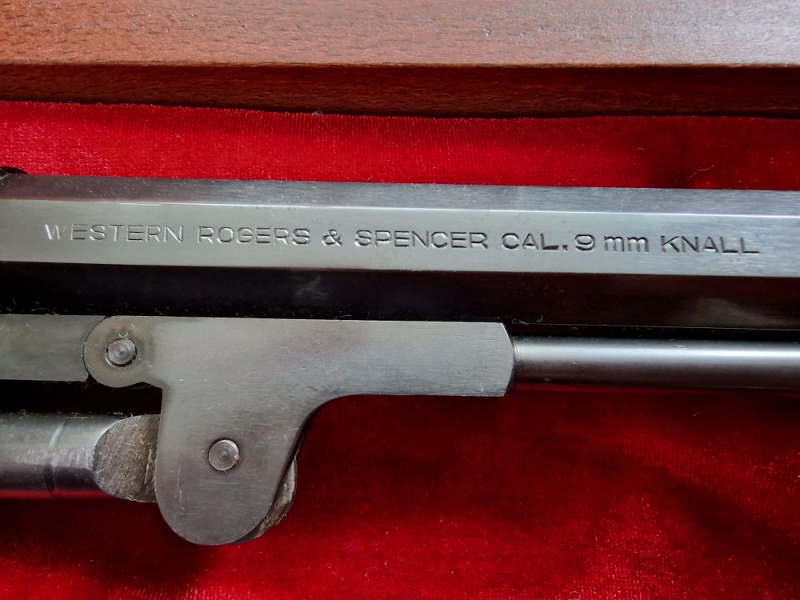 WESTERN ROGERS & SPENCER CAL. 9 mm KNALL